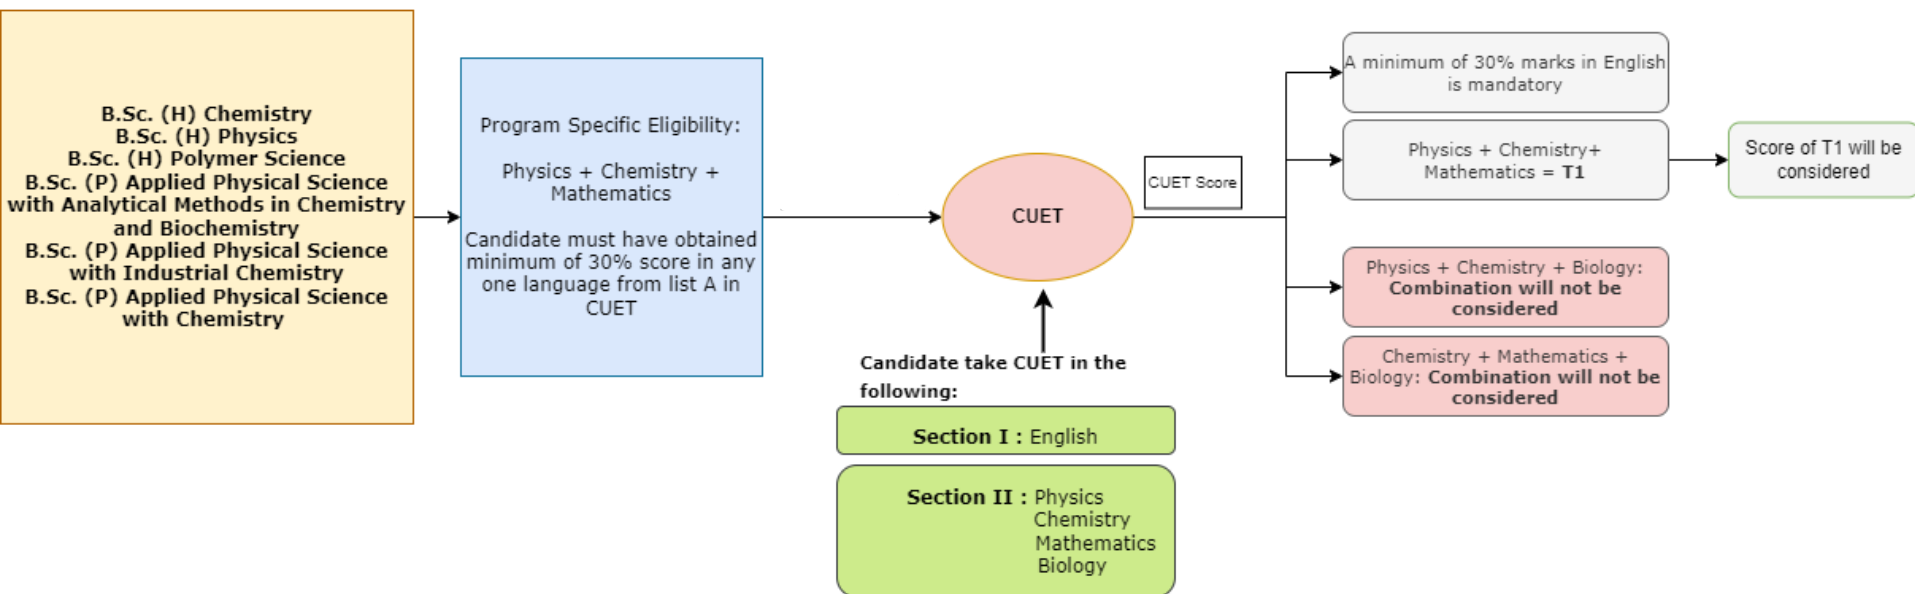 B.Sc. (H) Chemistry
B.Sc. (H) Physics
B.Sc. (H) Polymer Science
B.Sc. (P) Applied Physical Science
with Analytical Methods in Chemistry
and Biochemistry
B.Sc. (P) Applied Physical Science
with Industrial Chemistry
B.Sc. (P) Applied Physical Science
with Chemistry
Program Specific Eligibility:
Physics + Chemistry +
Mathematics
Candidate must have obtained
minimum of 30% score in any
one language from list A in
CUET
CUET
Candidate take CUET in the
following:
Section I : English
Section II : Physics
Chemistry
Mathematics
Biology
CUET Score
A minimum of 30% marks in English
is mandatory
Physics + Chemistry+
Mathematics = T1
Score of T1 will be
considered
Physics + Chemistry + Biology:
Combination will not be
considered
Chemistry + Mathematics +
Biology: Combination will not be
considered